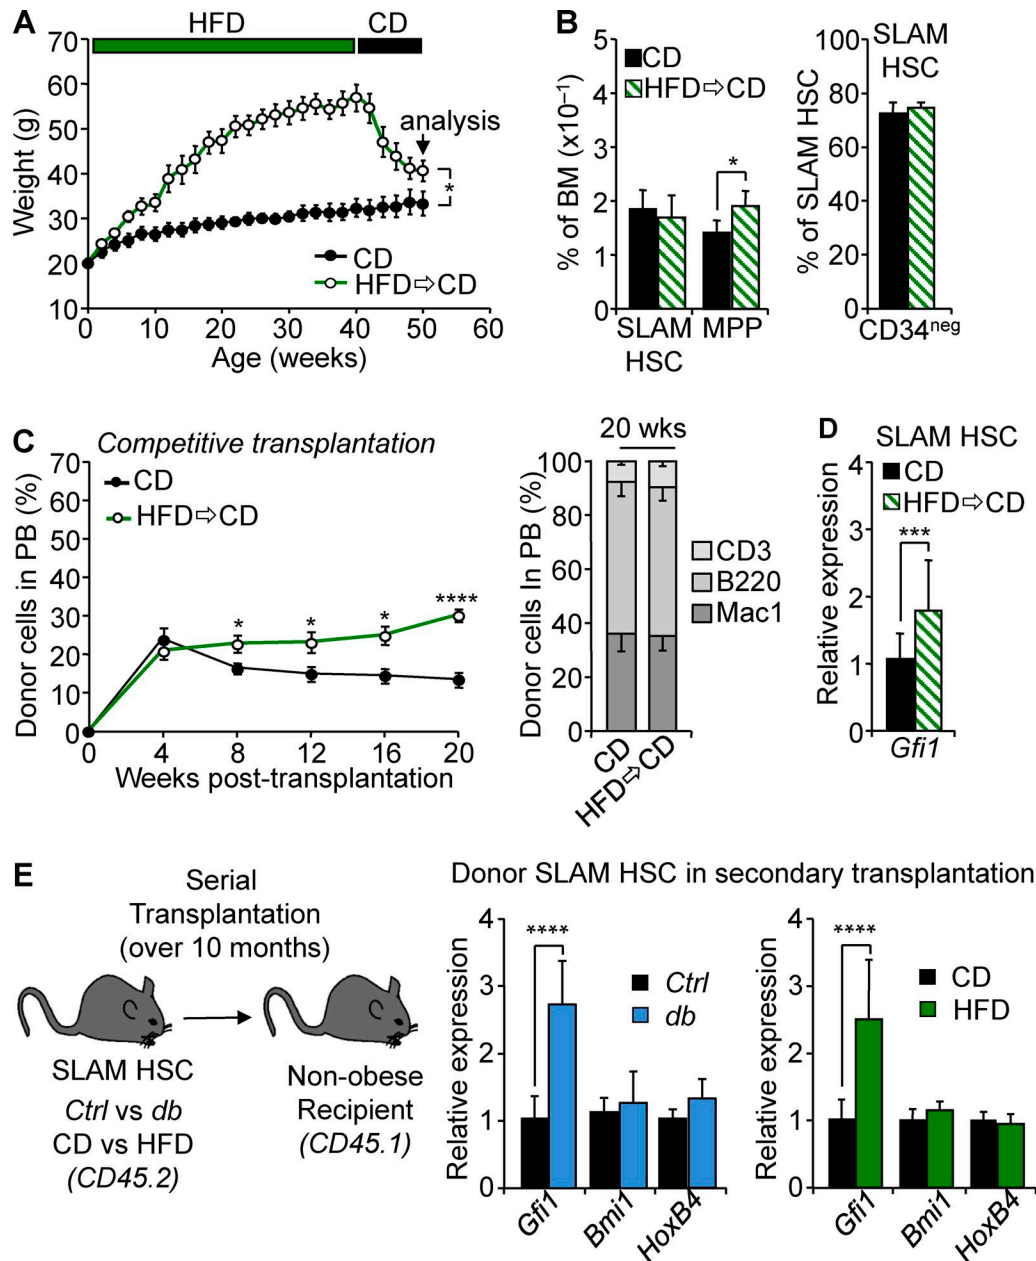 A
HFD
CD
70
60
50
40
30
20
10
Weight (g)
analysis
*
CD
HFD⇨CD
0
10
20
30
40
50
60
Age (weeks)
B
5
4
3
2
1
0
% of BM (x10⁻¹)
CD
HFD⇨CD
*
SLAM
HSC
MPP
SLAM
HSC
100
80
60
40
20
0
% of SLAM HSC
CD34ⁿᵉᵍ
C
Competitive transplantation
70
60
50
40
30
20
10
0
Donor cells in PB (%)
CD
HFD⇨CD
*
*
*
****
0
4
8
12
16
20
Weeks post-transplantation
20 wks
100
80
60
40
20
0
Donor cells In PB (%)
CD3
B220
Mac1
CD
HFD⇨CD
D
SLAM HSC
CD
HFD⇨CD
4
3
2
1
0
Relative expression
***
Gfi1
E
Serial
Transplantation
(over 10 months)
SLAM HSC
Ctrl vs db
CD vs HFD
(CD45.2)
Non-obese
Recipient
(CD45.1)
Donor SLAM HSC in secondary transplantation
4
3
2
1
0
Relative expression
****
Ctrl
db
Gfi1
Bmi1
HoxB4
4
3
2
1
0
Relative expression
****
CD
HFD
Gfi1
Bmi1
HoxB4